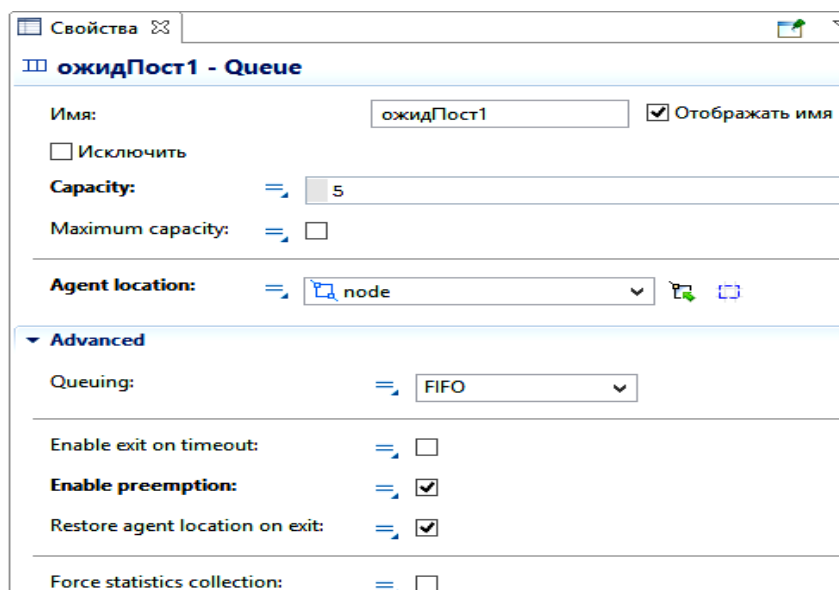 Свойства
ожидПост1 - Queue
Имя: ожидПост1 Отображать имя
Исключить
Capacity: 5
Maximum capacity:
Agent location: node
Advanced
Queuing: FIFO
Enable exit on timeout:
Enable preemption:
Restore agent location on exit:
Force statistics collection: